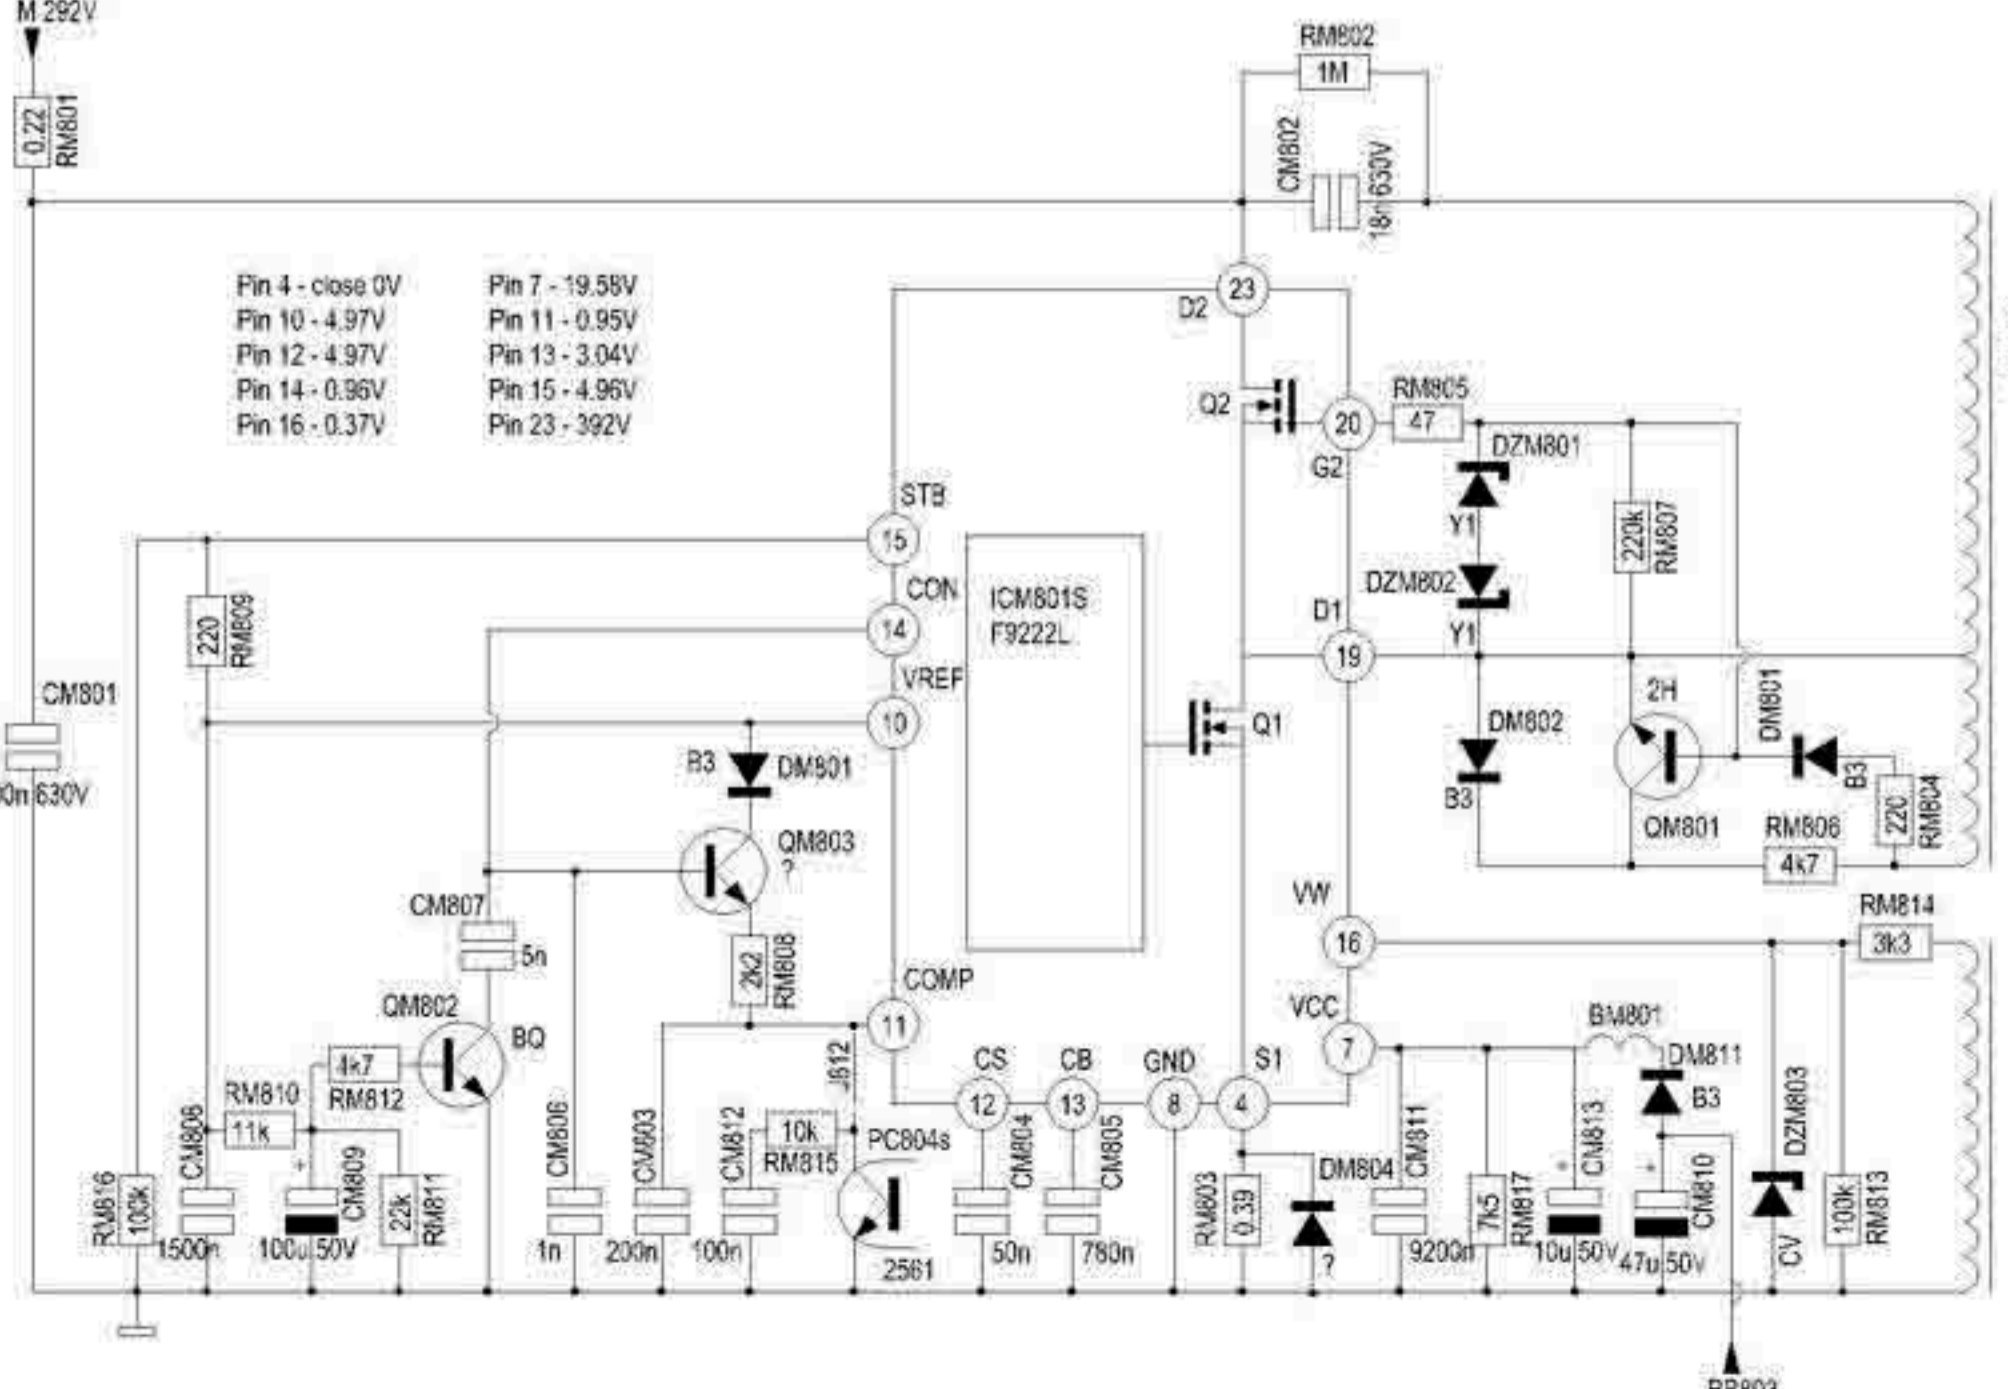 M 292V
RM802
1M
0.22
RM801
CM802
18n 630V
Pin 4 - close 0V
Pin 7 - 19.58V
Pin 10 - 4.97V
Pin 11 - 0.95V
Pin 12 - 4.97V
Pin 13 - 3.04V
Pin 14 - 0.96V
Pin 15 - 4.96V
Pin 16 - 0.37V
Pin 23 - 392V
23
D2
Q2
20
G2
RM805
47
DZM801
Y1
220k
RM807
STB
15
DZM802
Y1
CON
14
ICM801S
F9222L
D1
19
220
RM809
VREF
10
CM801
00n 630V
B3
DM801
Q1
DM802
B3
2H
QM801
DM801
B3
220
RM804
RM806
4k7
QM803
?
CM807
5n
2k2
RM808
VW
16
RM814
3k3
QM802
BQ
COMP
11
VCC
7
BM801
DM811
B3
4k7
RM812
RM810
11k
J612
CS
12
CB
13
GND
8
S1
4
CM808
1500n
CM809
+
100u 50V
22k
RM811
RM816
100k
CM806
1n
CM803
200n
CM812
100n
10k
RM815
PC804s
2561
CM804
50n
CM805
780n
RM803
0.39
DM804
?
CM811
9200n
7k5
RM817
+
CM813
10u 50V
+
CM810
47u 50V
DZM803
CV
100k
RM813